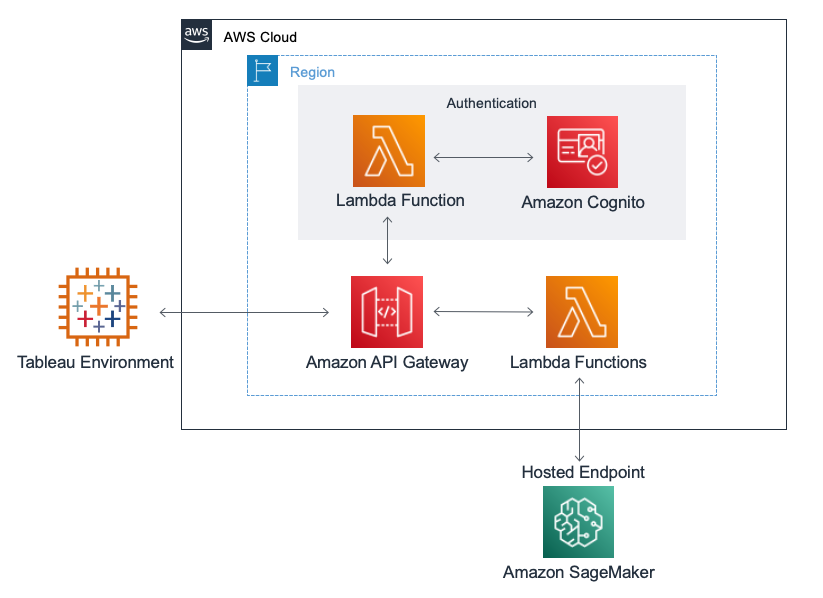 aws
AWS Cloud
Region
Authentication
Lambda Function
Amazon Cognito
Tableau Environment
Amazon API Gateway
</>
Lambda Functions
Hosted Endpoint
Amazon SageMaker